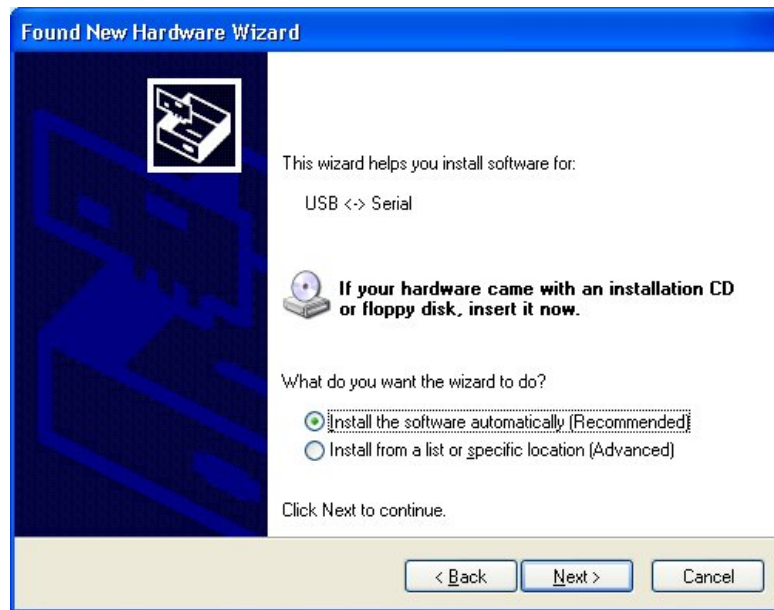 Found New Hardware Wizard
This wizard helps you install software for:
USB <-> Serial
If your hardware came with an installation CD
or floppy disk, insert it now.
What do you want the wizard to do?
Install the software automatically (Recommended)
Install from a list or specific location (Advanced)
Click Next to continue.
< Back Next > Cancel